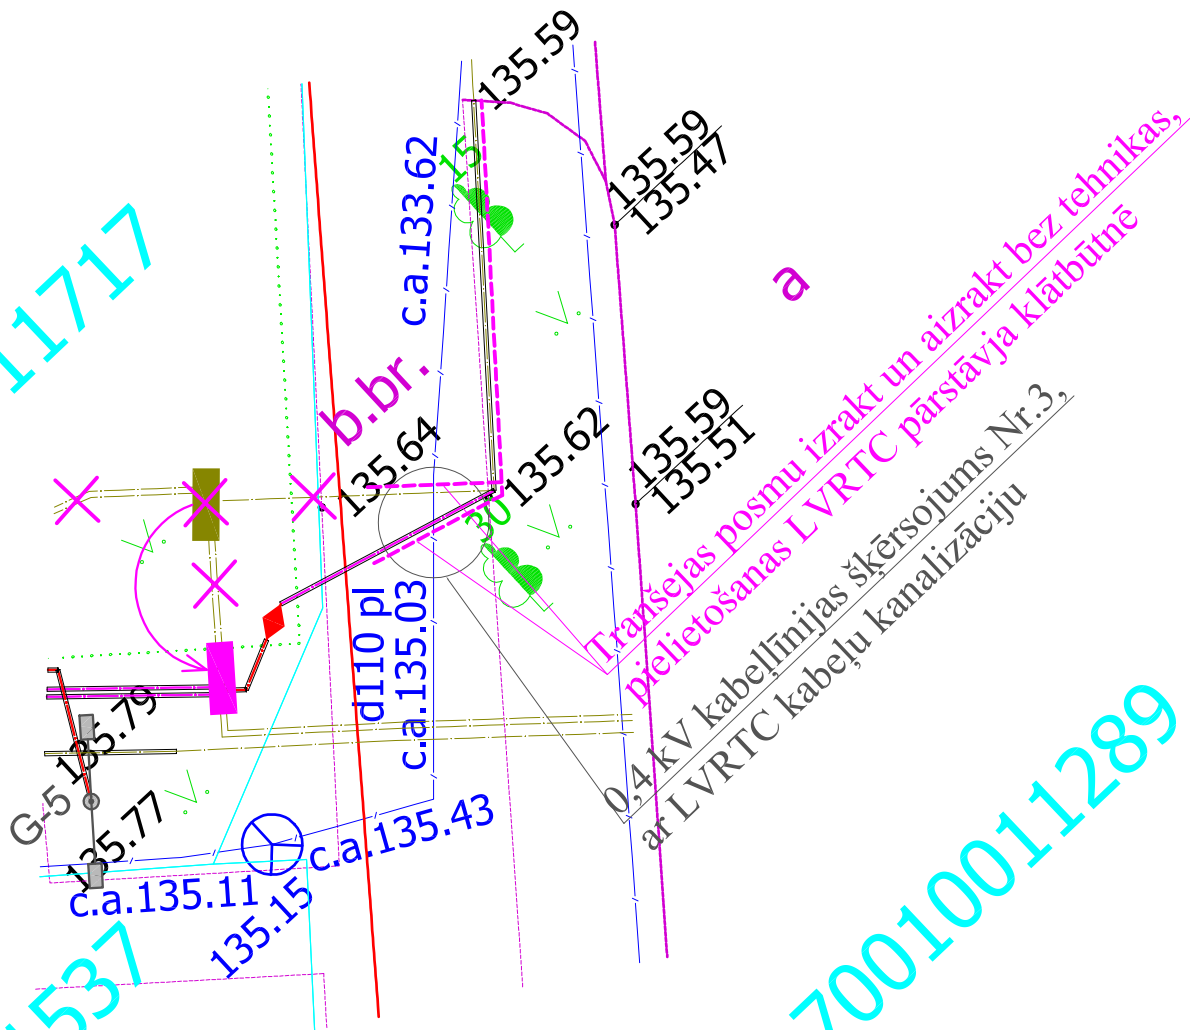 135.59
135.59
135.47
15
c.a.133.62
11717
a
b.br.
135.64
135.62
135.59
135.51
30
Tranšejas posmu izrakt un aizrakt bez tehnikas,
pielietošanas LVRTC pārstāvja klātbūtnē
0,4 kV kabeļlīnijas šķērsojums Nr.3,
ar LVRTC kabeļu kanalizāciju
d110 pl
c.a.135.03
135.79
G-5
135.77
c.a.135.43
c.a.135.11
135.15
1537
70010011289